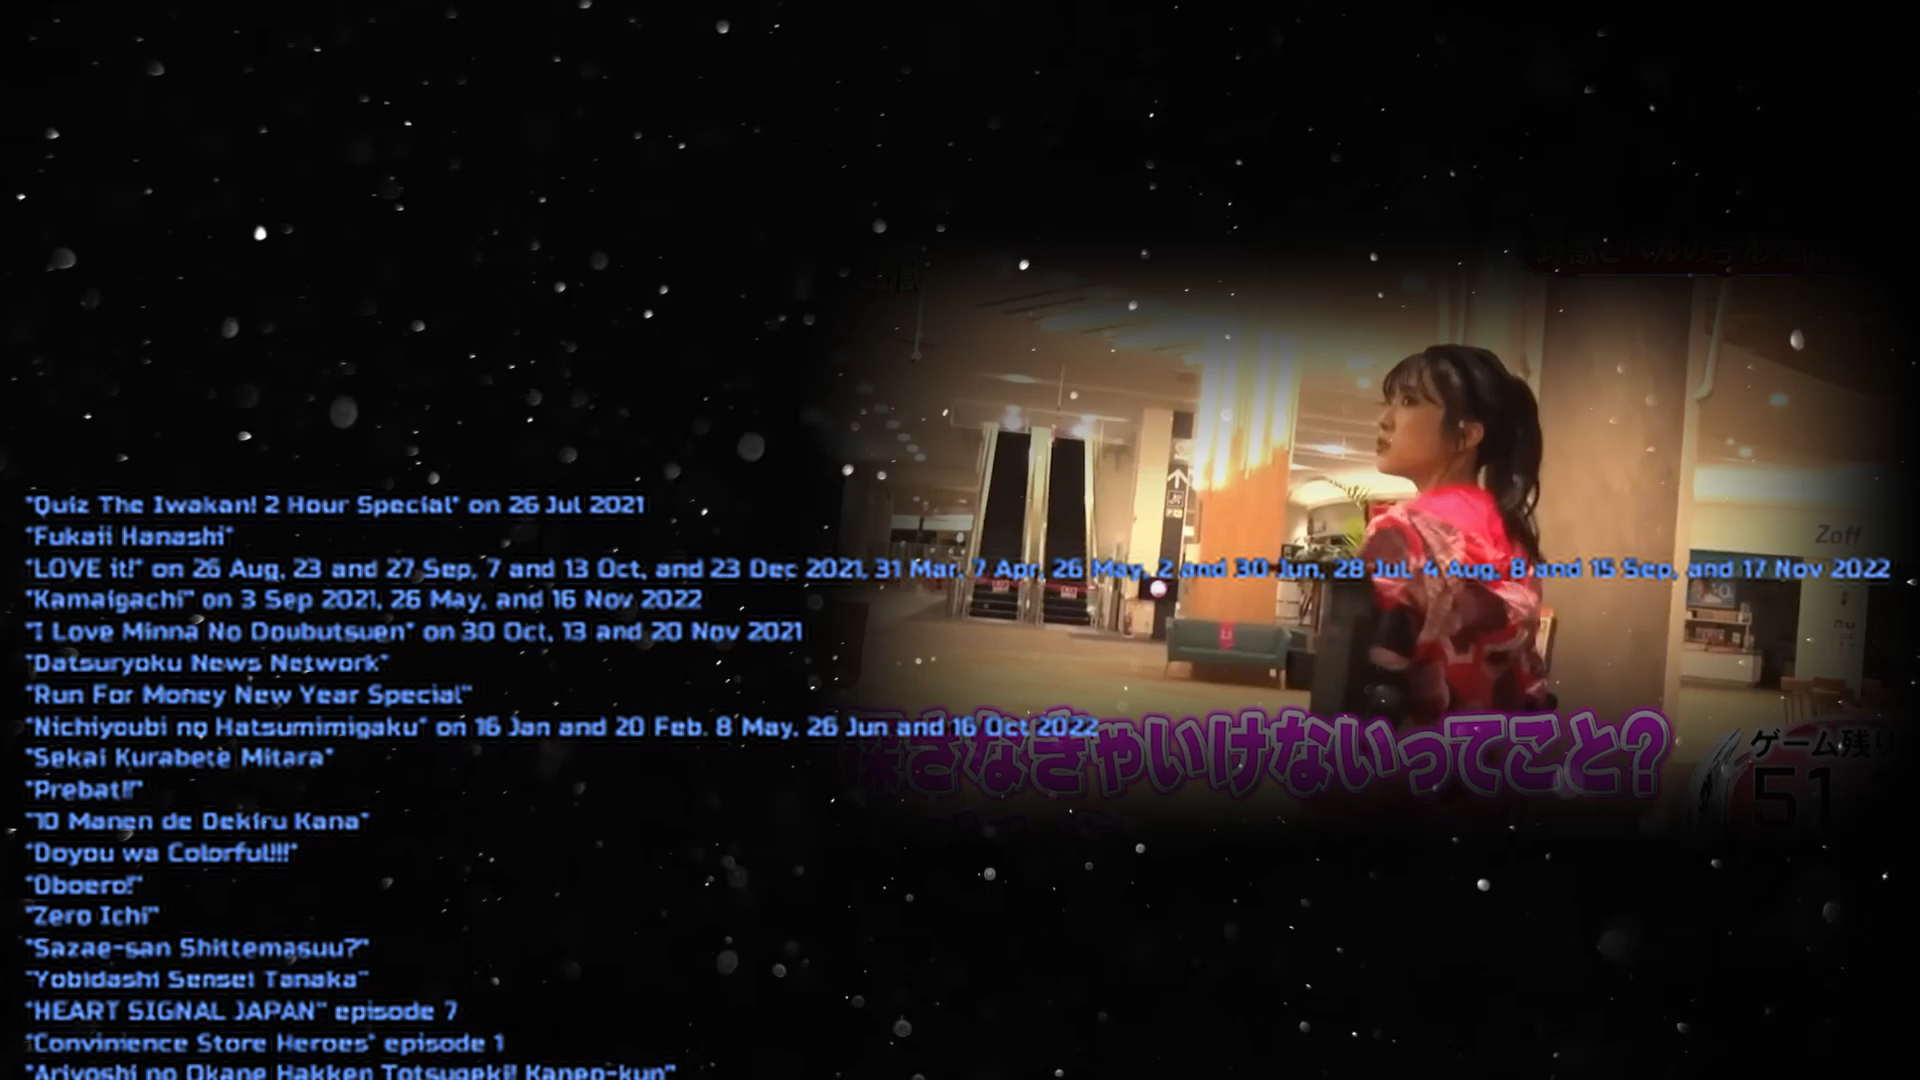 "Quiz The Iwakan! 2 Hour Special" on 26 Jul 2021
"Fukaii Hanashi"
"LOVE it!" on 26 Aug, 23 and 27 Sep, 7 and 13 Oct, and 23 Dec 2021, 31 Mar, 7 Apr, 26 May, 2 and 30 Jun, 28 Jul, 4 Aug, 8 and 15 Sep, and 17 Nov 2022
"Kamaigachi" on 3 Sep 2021, 26 May, and 16 Nov 2022
"I Love Minna No Doubutsuen" on 30 Oct, 13 and 20 Nov 2021
"Datsuryoku News Network"
"Run For Money New Year Special"
"Nichiyoubi no Hatsumimigaku" on 16 Jan and 20 Feb. 8 May, 26 Jun and 16 Oct 2022
"Sekai Kurabete Mitara"
"Prebat!!"
"10 Manen de Dekiru Kana"
"Doyou wa Colorful!!!"
"Oboero!"
"Zero Ichi"
"Sazae-san Shittemasuu?"
"Yobidashi Sensei Tanaka"
"HEART SIGNAL JAPAN" episode 7
"Convinience Store Heroes" episode 1
"Ariyoshi no Okane Hakken Totsugeki! Kanep-kun"
Zoff
探さなきゃいけないってこと?
ゲーム残り
51